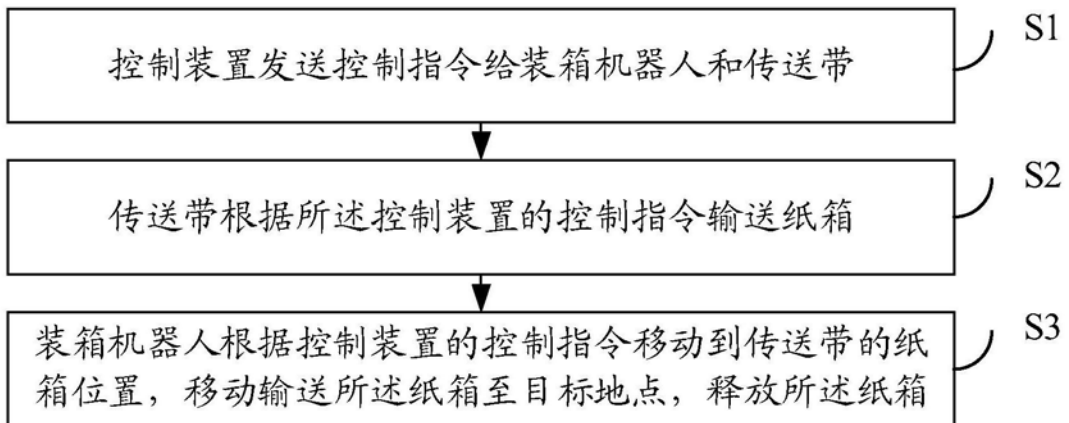 控制装置发送控制指令给装箱机器人和传送带
S1
传送带根据所述控制装置的控制指令输送纸箱
S2
装箱机器人根据控制装置的控制指令移动到传送带的纸
箱位置，移动输送所述纸箱至目标地点，释放所述纸箱
S3